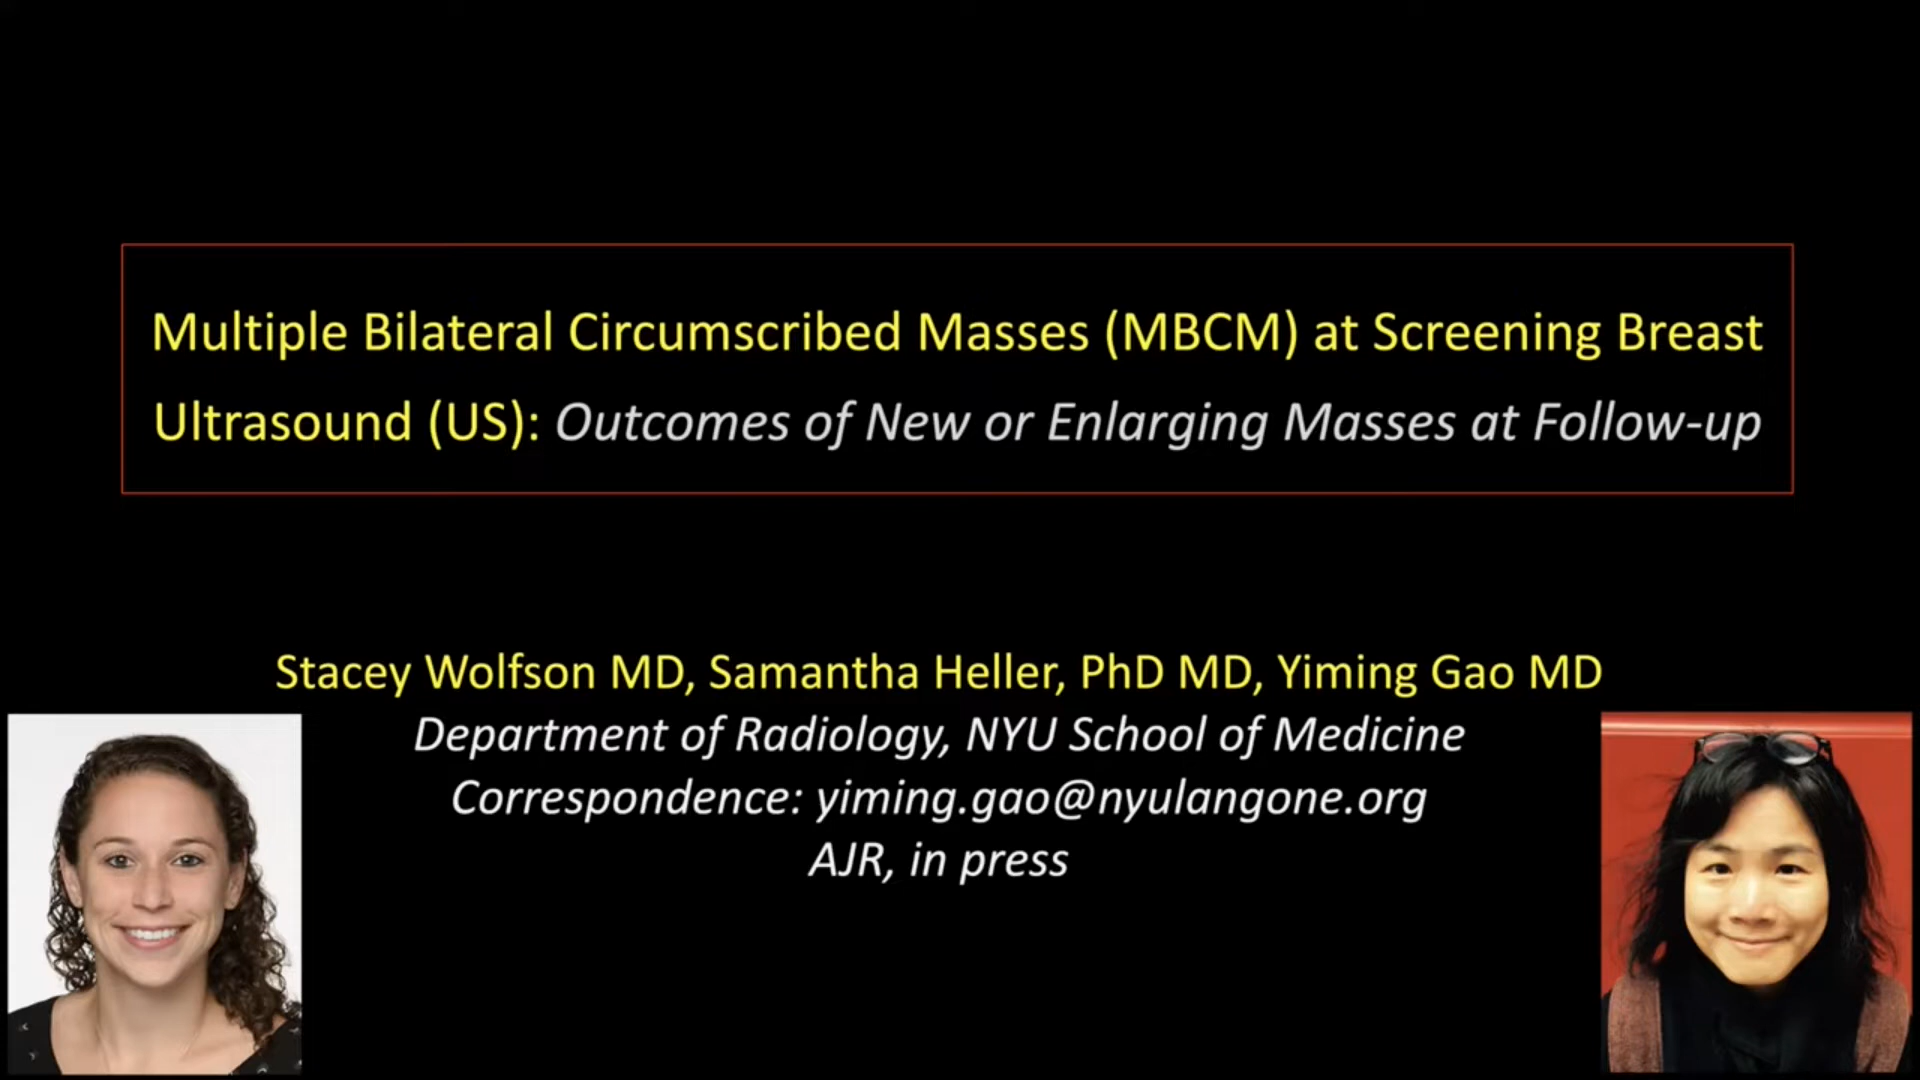 Multiple Bilateral Circumscribed Masses (MBCM) at Screening Breast
Ultrasound (US): Outcomes of New or Enlarging Masses at Follow-up
Stacey Wolfson MD, Samantha Heller, PhD MD, Yiming Gao MD
Department of Radiology, NYU School of Medicine
Correspondence: yiming.gao@nyulangone.org
AJR, in press